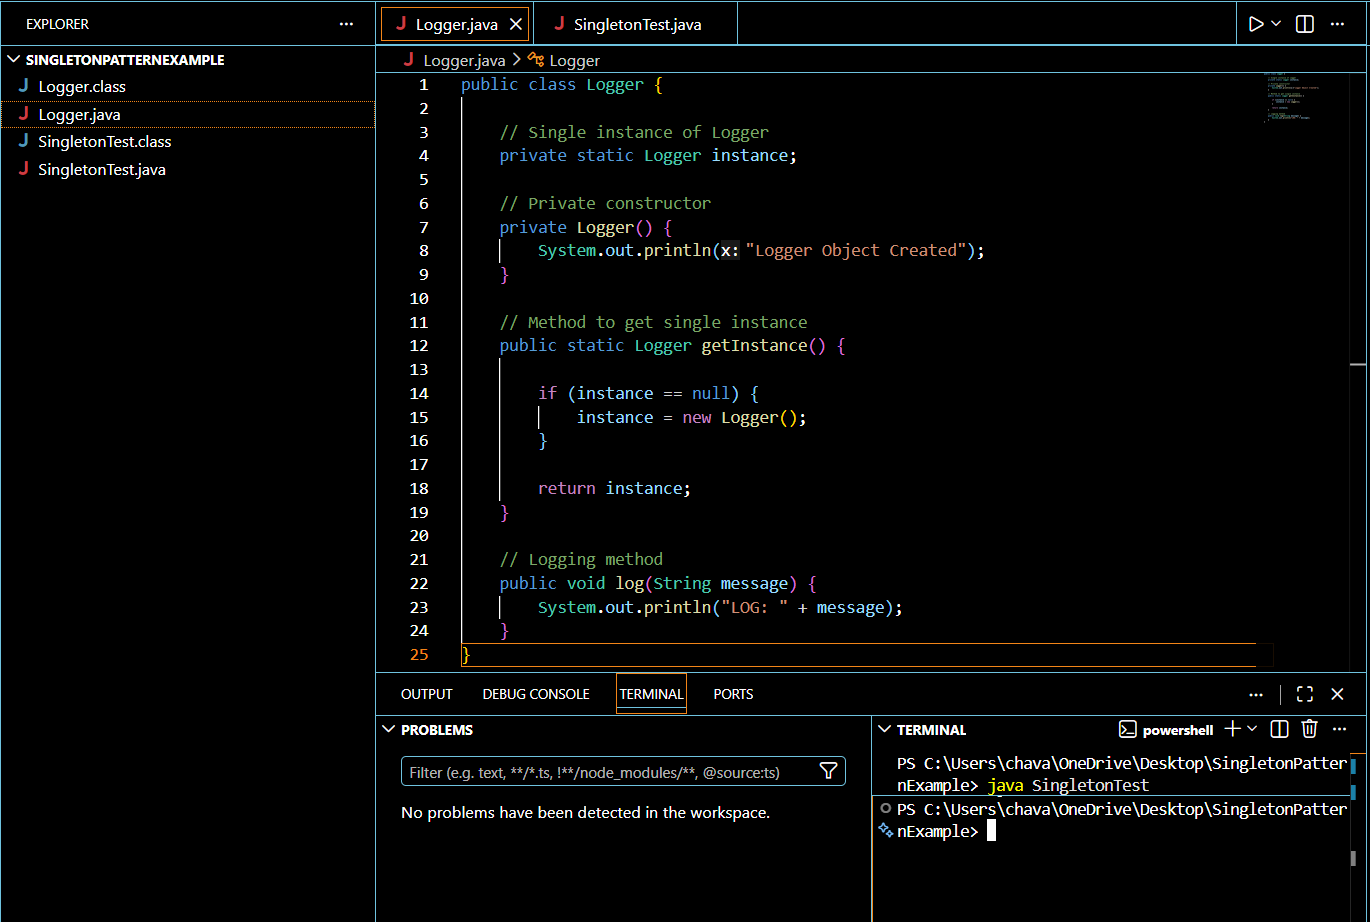 EXPLORER
SINGLETONPATTERNEXAMPLE
J Logger.class
J Logger.java
J SingletonTest.class
J SingletonTest.java
J Logger.java
J SingletonTest.java
J Logger.java > Logger
1 public class Logger {
2
3 // Single instance of Logger
4 private static Logger instance;
5
6 // Private constructor
7 private Logger() {
8 System.out.println(x: "Logger Object Created");
9 }
10
11 // Method to get single instance
12 public static Logger getInstance() {
13
14 if (instance == null) {
15 instance = new Logger();
16 }
17
18 return instance;
19 }
20
21 // Logging method
22 public void log(String message) {
23 System.out.println("LOG: " + message);
24 }
25 }
OUTPUT DEBUG CONSOLE TERMINAL PORTS
PROBLEMS
Filter (e.g. text, **/*.ts, !**/node_modules/**, @source:ts)
No problems have been detected in the workspace.
TERMINAL
powershell
PS C:\Users\chava\OneDrive\Desktop\SingletonPatter
nExample> java SingletonTest
PS C:\Users\chava\OneDrive\Desktop\SingletonPatter
nExample>